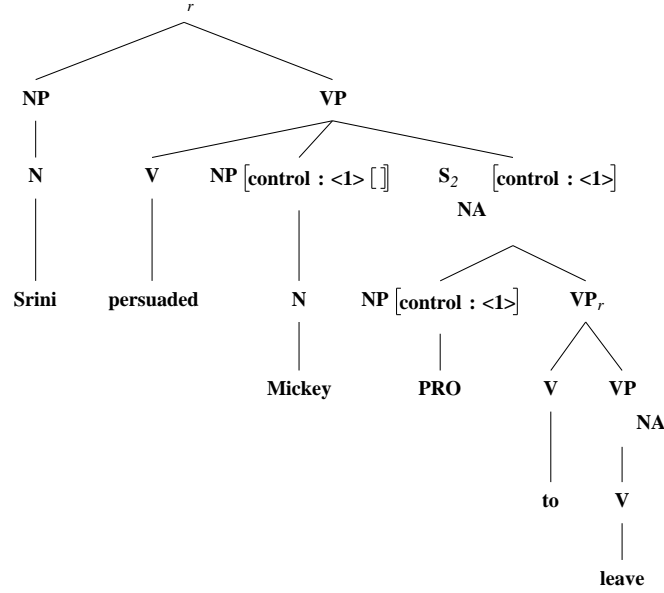 r
NP VP
N V NP [control : <1> []] S₂ [control : <1>]
NA
Srini persuaded N NP [control : <1>] VPᵣ
Mickey PRO V VP
NA
to V
leave